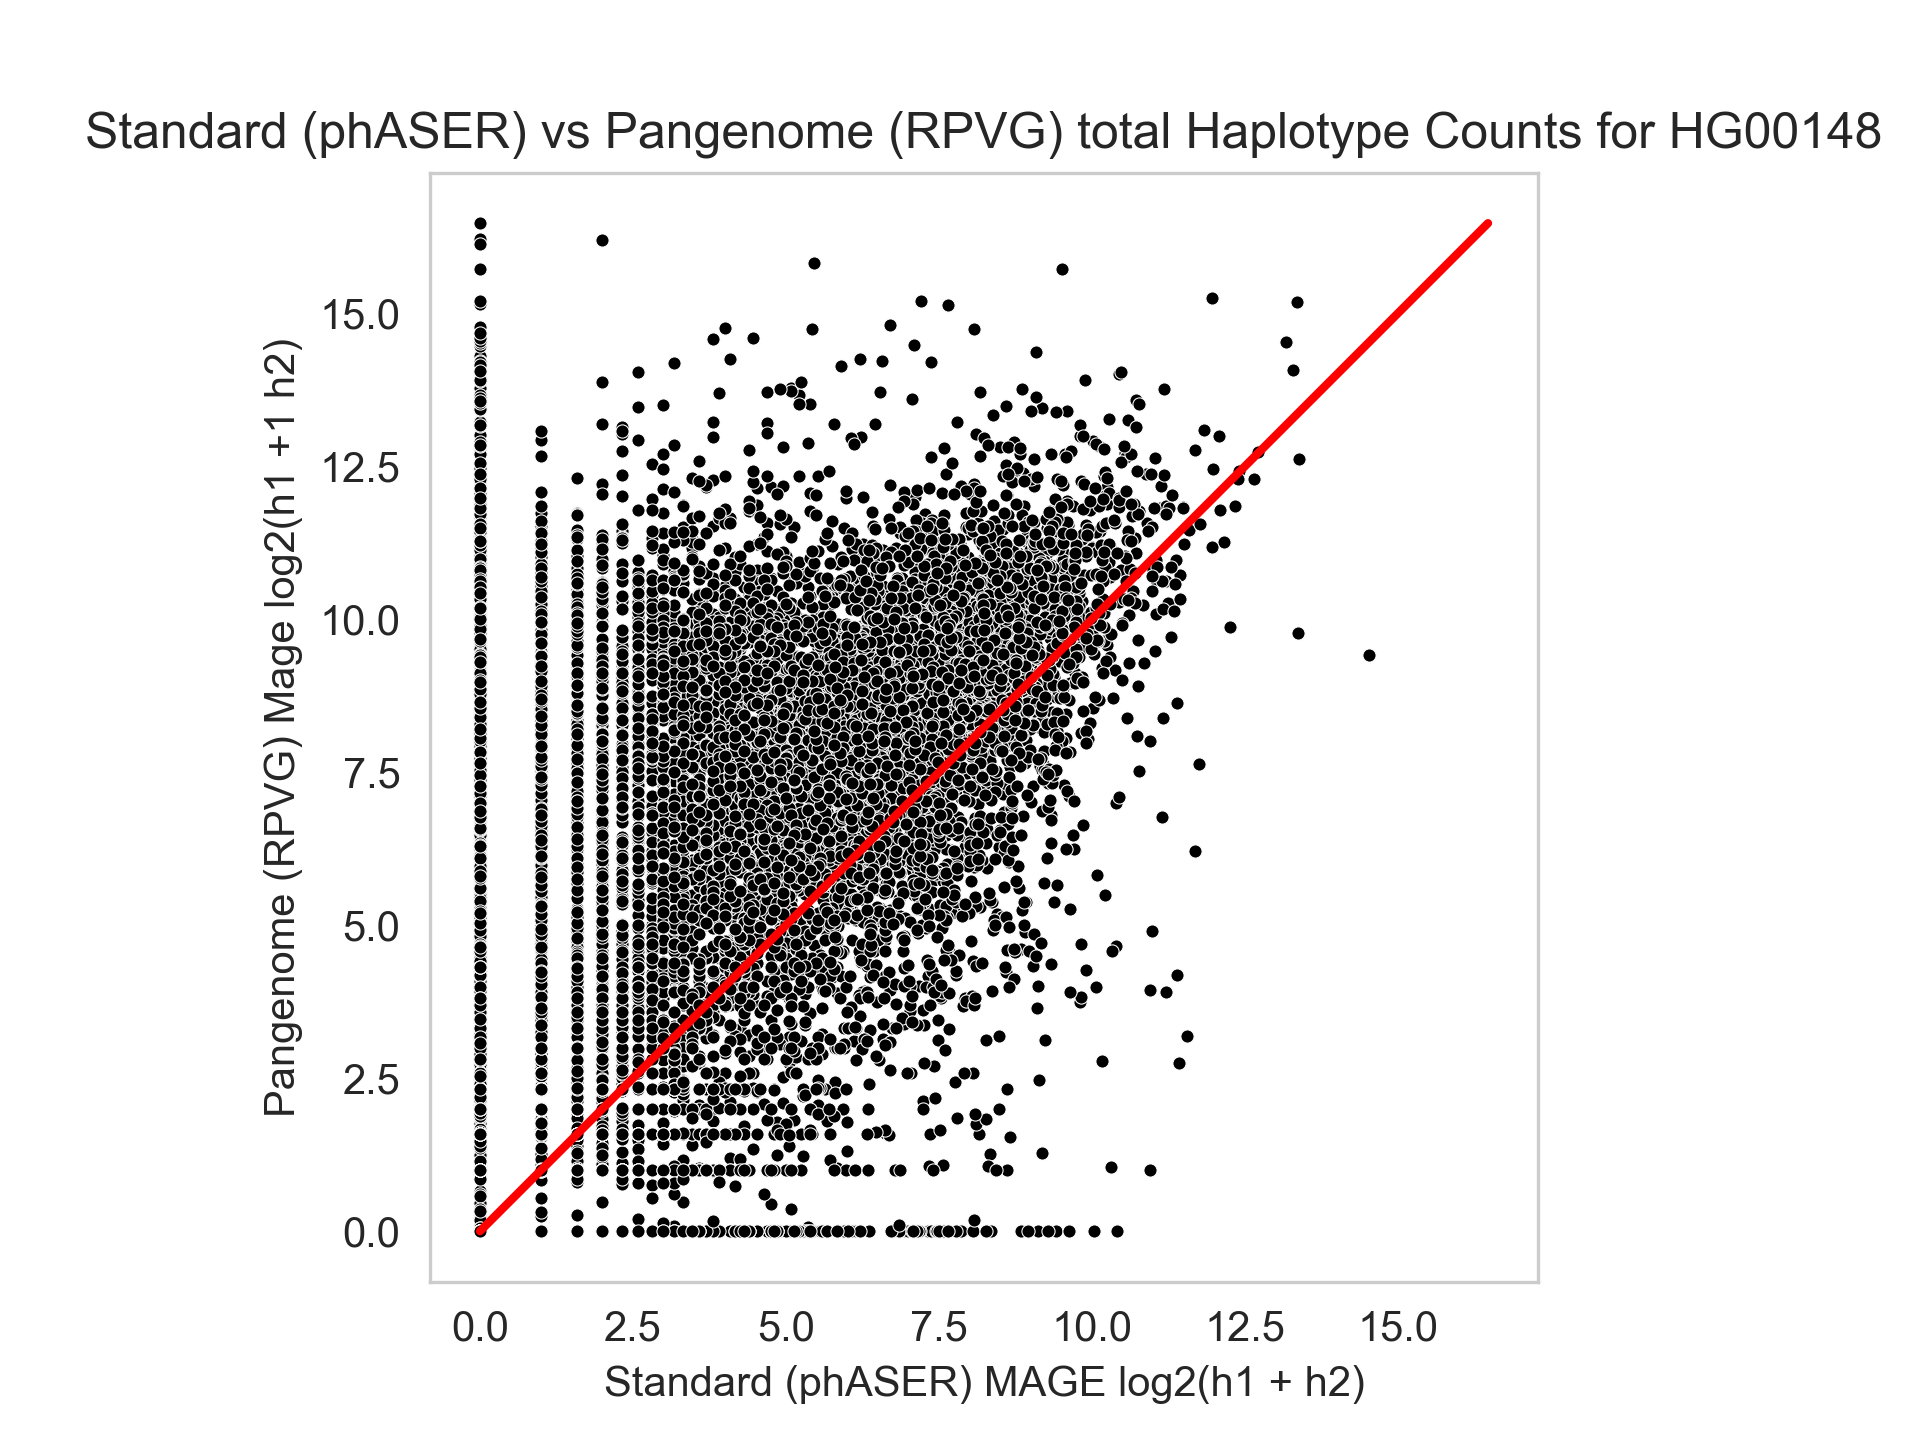 Standard (phASER) vs Pangenome (RPVG) total Haplotype Counts for HG00148
Pangenome (RPVG) Mage log2(h1 +1 h2)
15.0
12.5
10.0
7.5
5.0
2.5
0.0
0.0 2.5 5.0 7.5 10.0 12.5 15.0
Standard (phASER) MAGE log2(h1 + h2)